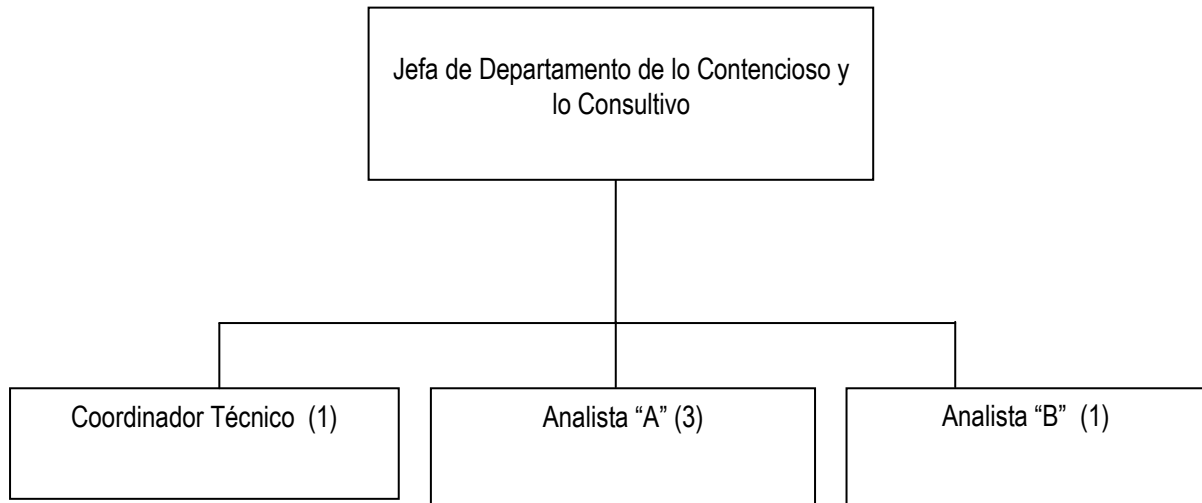 Jefa de Departamento de lo Contencioso y
lo Consultivo
Coordinador Técnico (1)
Analista “A” (3)
Analista “B” (1)